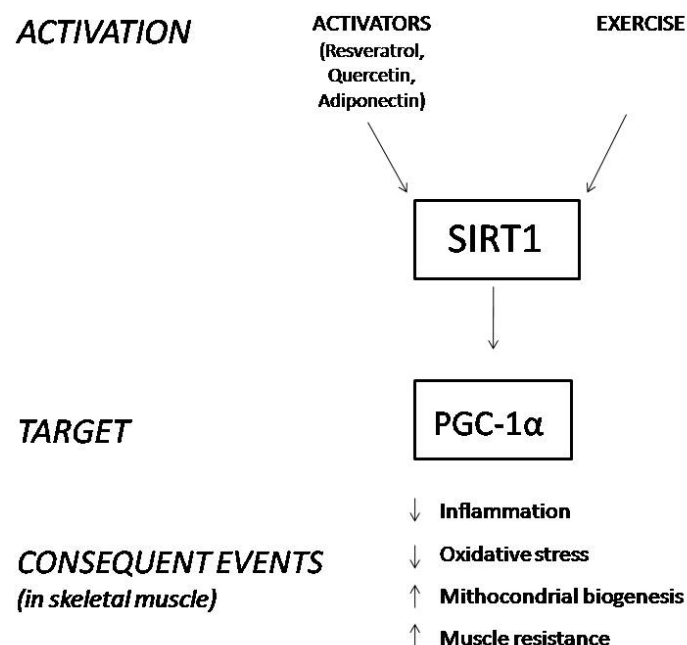 ACTIVATION
ACTIVATORS
(Resveratrol,
Quercetin,
Adiponectin)
EXERCISE
SIRT1
TARGET
PGC-1α
CONSEQUENT EVENTS
(in skeletal muscle)
↓ Inflammation
↓ Oxidative stress
↑ Mithocondrial biogenesis
↑ Muscle resistance